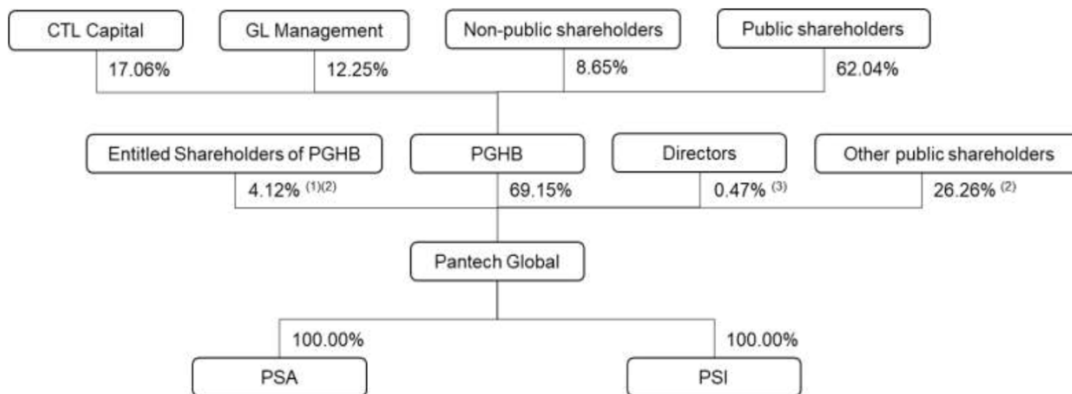 CTL Capital
GL Management
Non-public shareholders
Public shareholders
17.06%
12.25%
8.65%
62.04%
Entitled Shareholders of PGHB
PGHB
Directors
Other public shareholders
4.12% (1)(2)
69.15%
0.47% (3)
26.26% (2)
Pantech Global
100.00%
100.00%
PSA
PSI